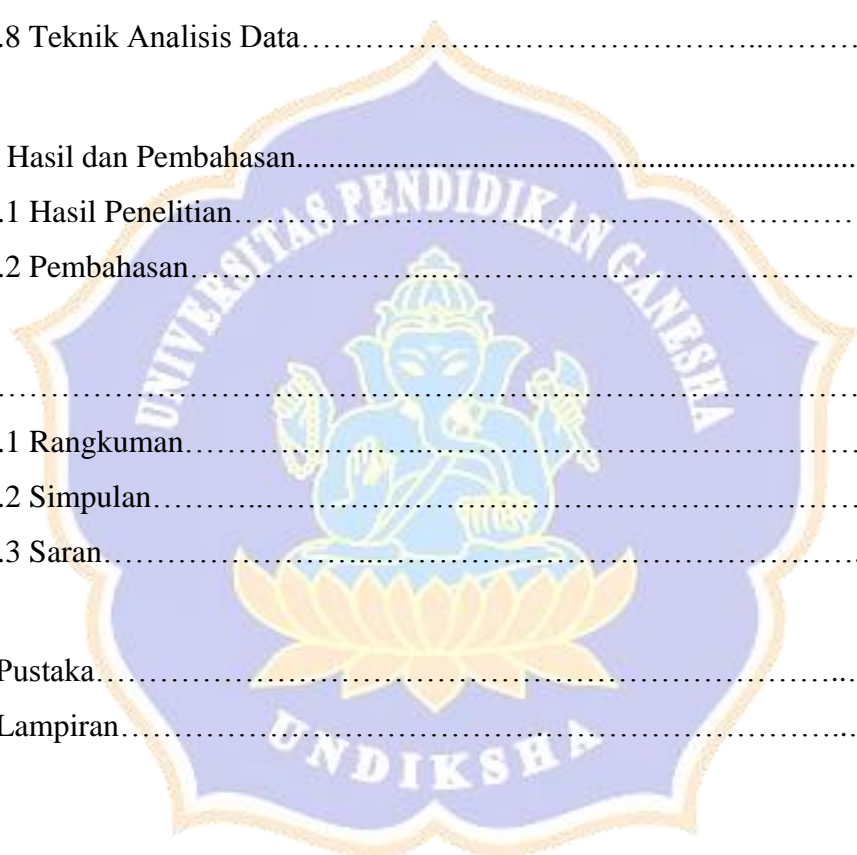 .8 Teknik Analisis Data…………………………………………..…………
Hasil dan Pembahasan.......................................................................
.1 Hasil Penelitian……………………………..……………………………
.2 Pembahasan……………………..…………………………………………
………………………………………………………………………………
.1 Rangkuman……………………..…………………………………………
.2 Simpulan…………..………………………………………………………
.3 Saran………………………...……………………………………………
Pustaka………………………………………………………………...
Lampiran……………………………………………………………...
UNIVERSITAS PENDIDIKAN GANESHA
UNDIKSHA